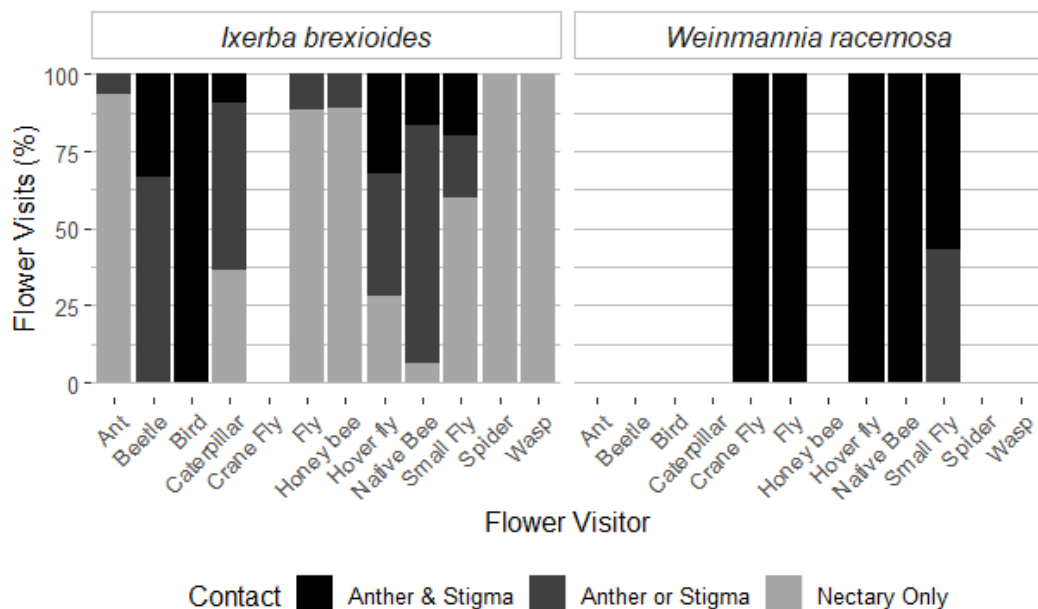 Ixerba brexioides
Weinmannia racemosa
Flower Visits (%)
100
75
50
25
0
Ant
Beetle
Bird
Caterpillar
Crane Fly
Fly
Honey bee
Hover fly
Native Bee
Small Fly
Spider
Wasp
Ant
Beetle
Bird
Caterpillar
Crane Fly
Fly
Honey bee
Hover fly
Native Bee
Small Fly
Spider
Wasp
Flower Visitor
Contact Anther & Stigma Anther or Stigma Nectary Only